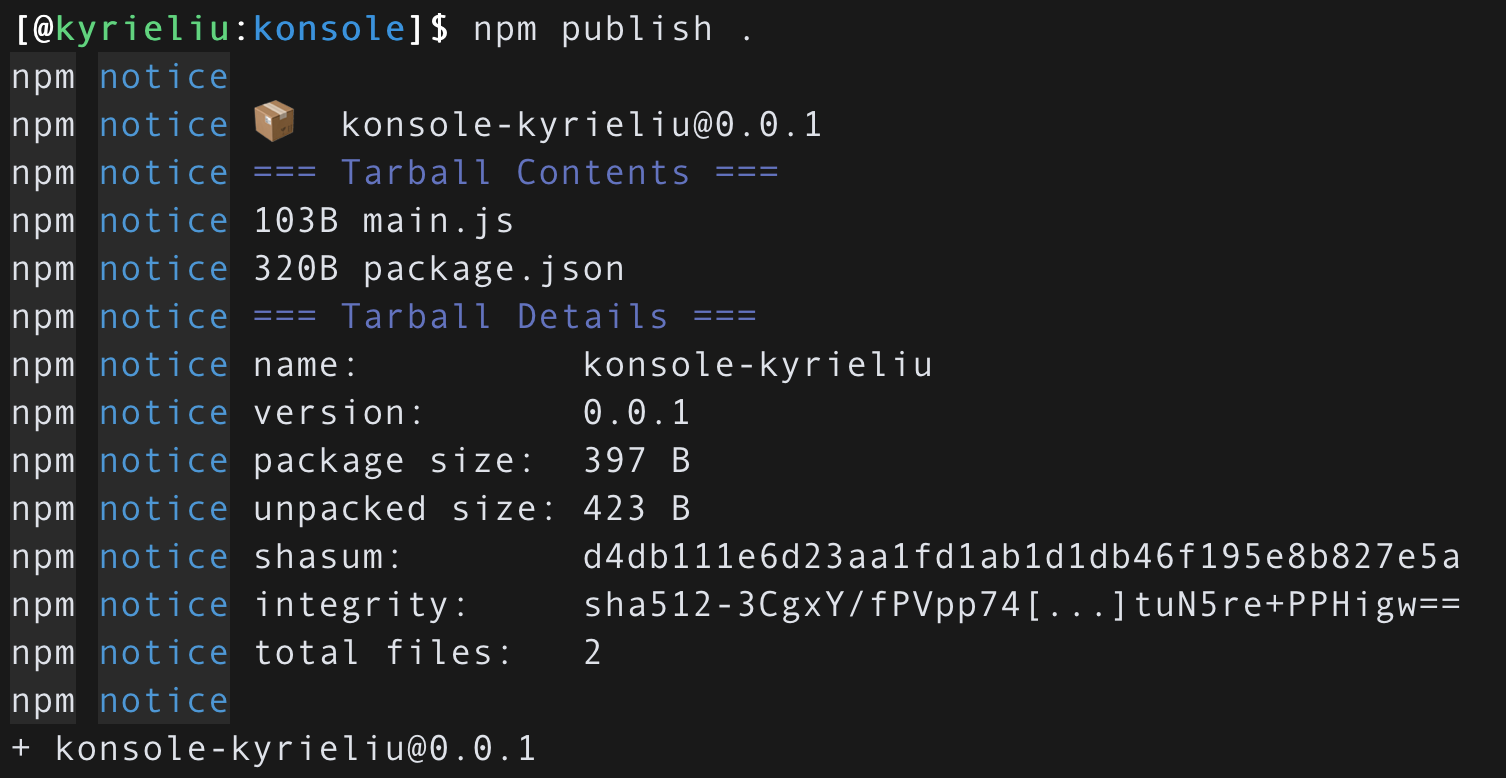 [@kyrieliu:konsole]$ npm publish .
npm notice
npm notice 📦  konsole-kyrieliu@0.0.1
npm notice === Tarball Contents ===
npm notice 103B main.js
npm notice 320B package.json
npm notice === Tarball Details ===
npm notice name:          konsole-kyrieliu
npm notice version:       0.0.1
npm notice package size:  397 B
npm notice unpacked size: 423 B
npm notice shasum:        d4db111e6d23aa1fd1ab1d1db46f195e8b827e5a
npm notice integrity:     sha512-3CgxY/fPVpp74[...]tuN5re+PPHigw==
npm notice total files:   2
npm notice
+ konsole-kyrieliu@0.0.1